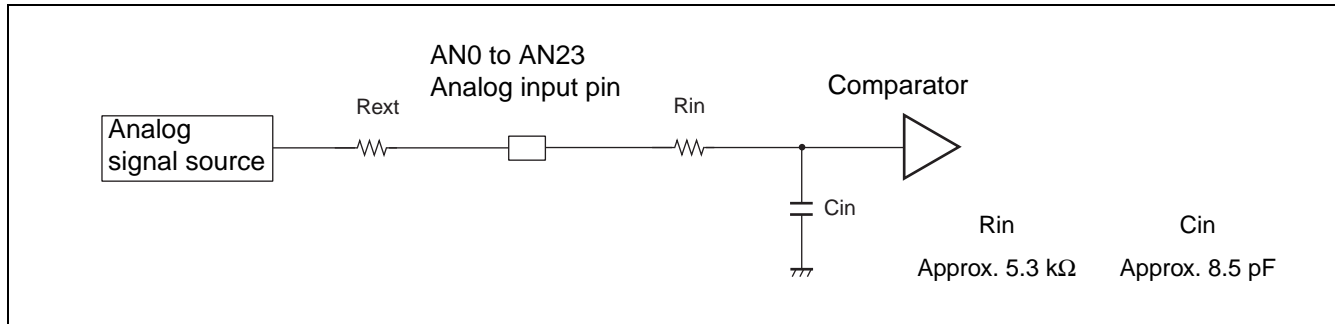 AN0 to AN23
Analog input pin
Comparator
Rext
Rin
Analog
signal source
Cin
Rin Cin
Approx. 5.3 kΩ Approx. 8.5 pF